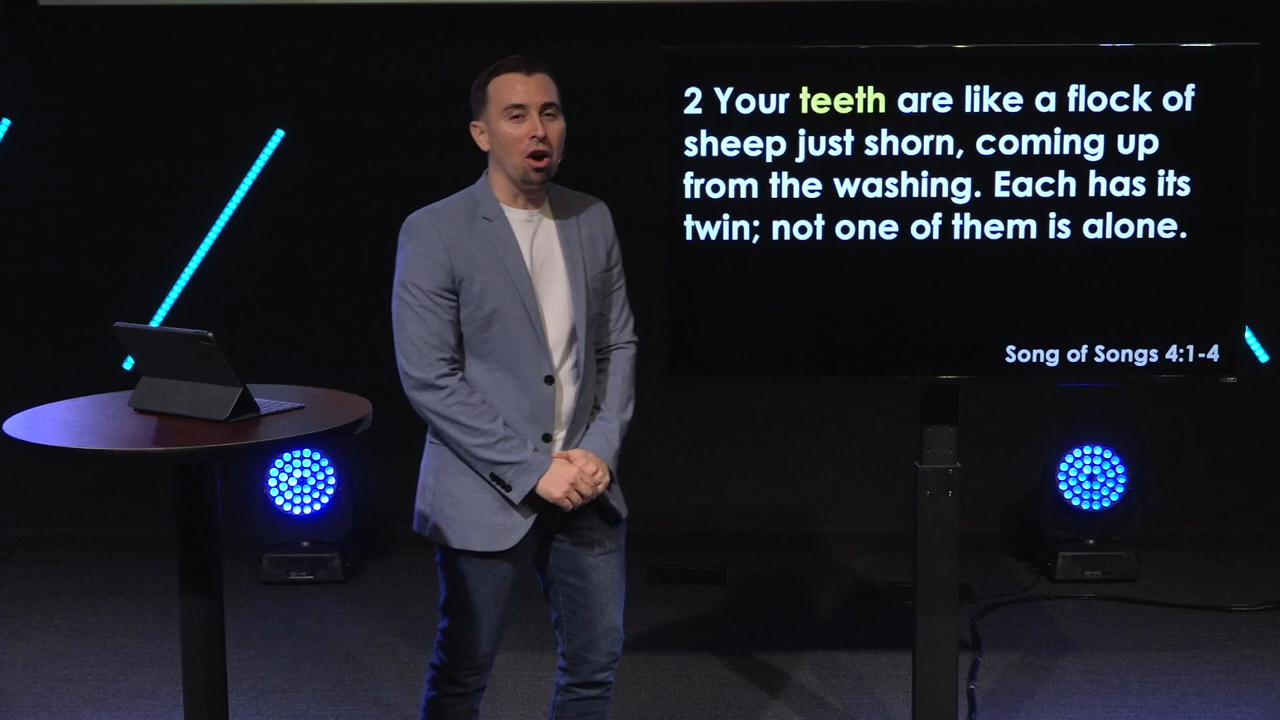 2 Your teeth are like a flock of
sheep just shorn, coming up
from the washing. Each has its
twin; not one of them is alone.
Song of Songs 4:1-4